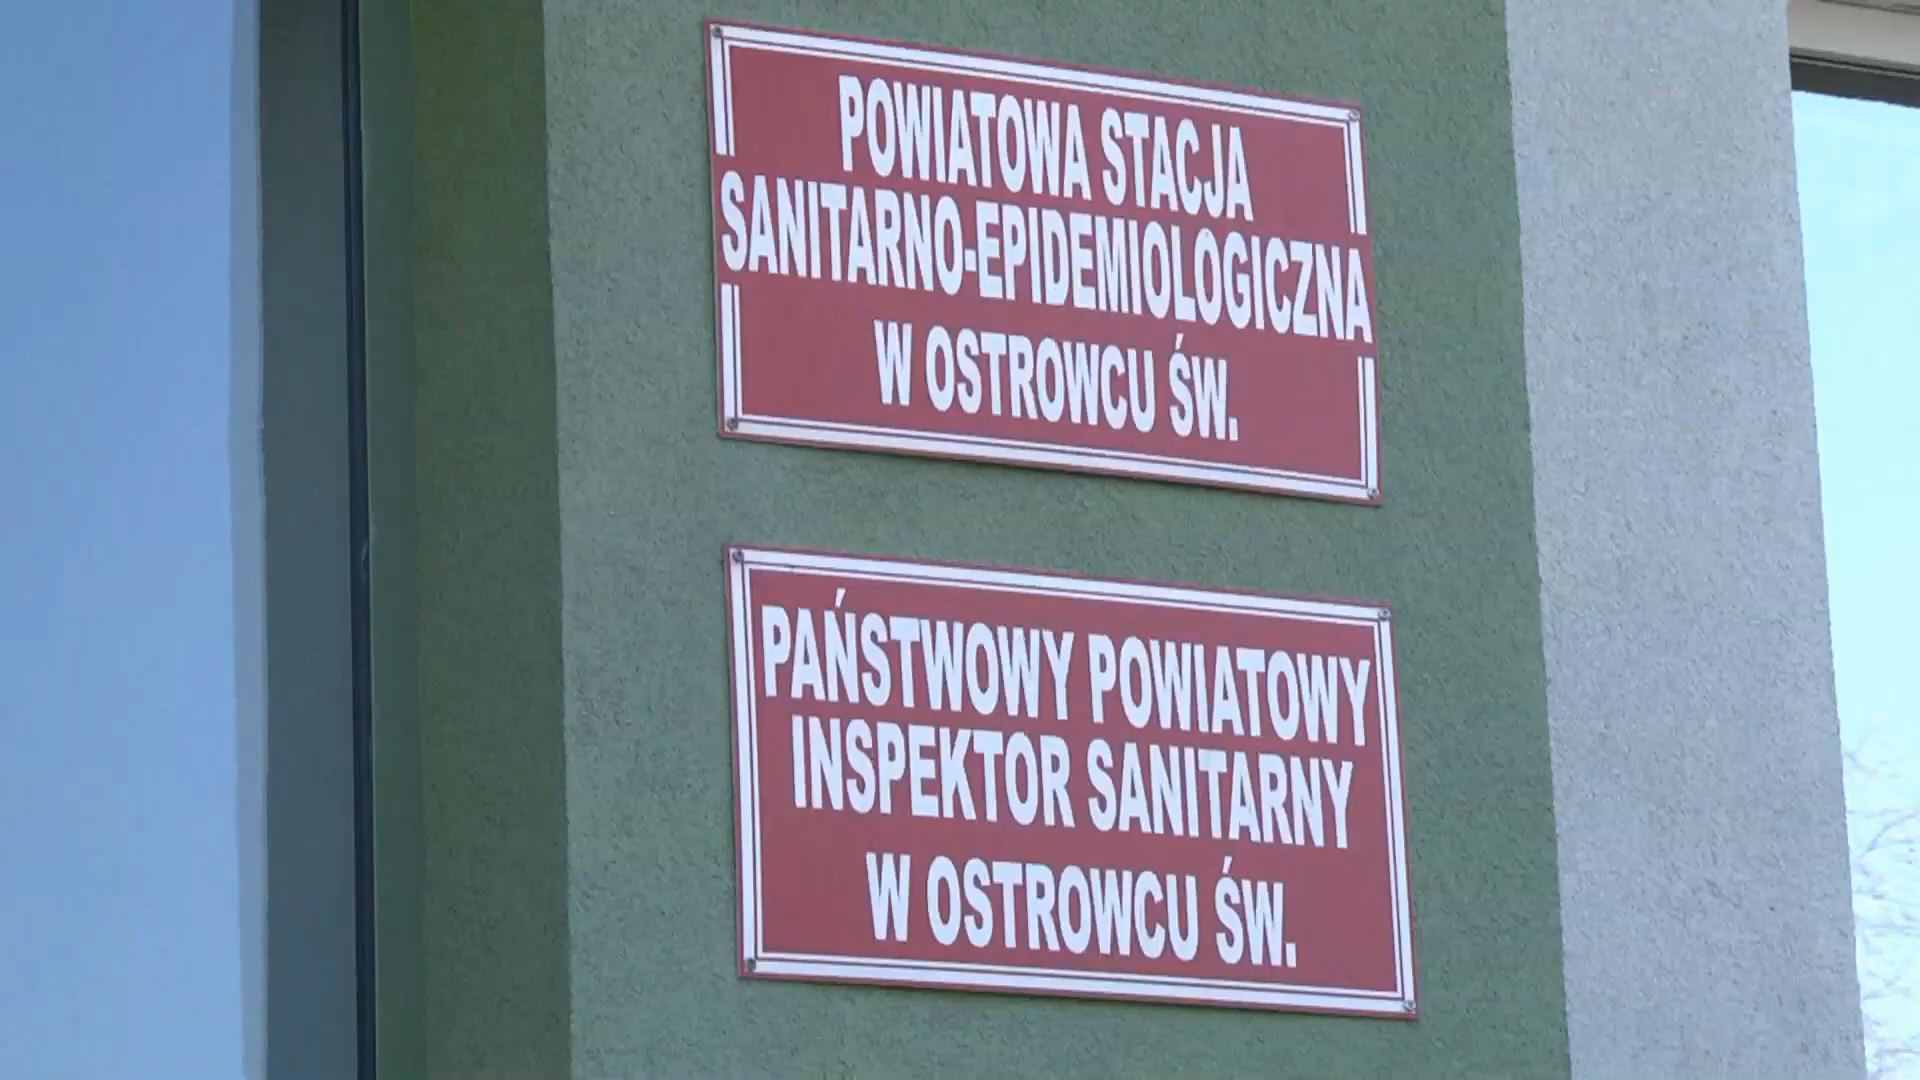 POWIATOWA STACJA
SANITARNO-EPIDEMIOLOGICZNA
W OSTROWCU ŚW.
PAŃSTWOWY POWIATOWY
INSPEKTOR SANITARNY
W OSTROWCU ŚW.